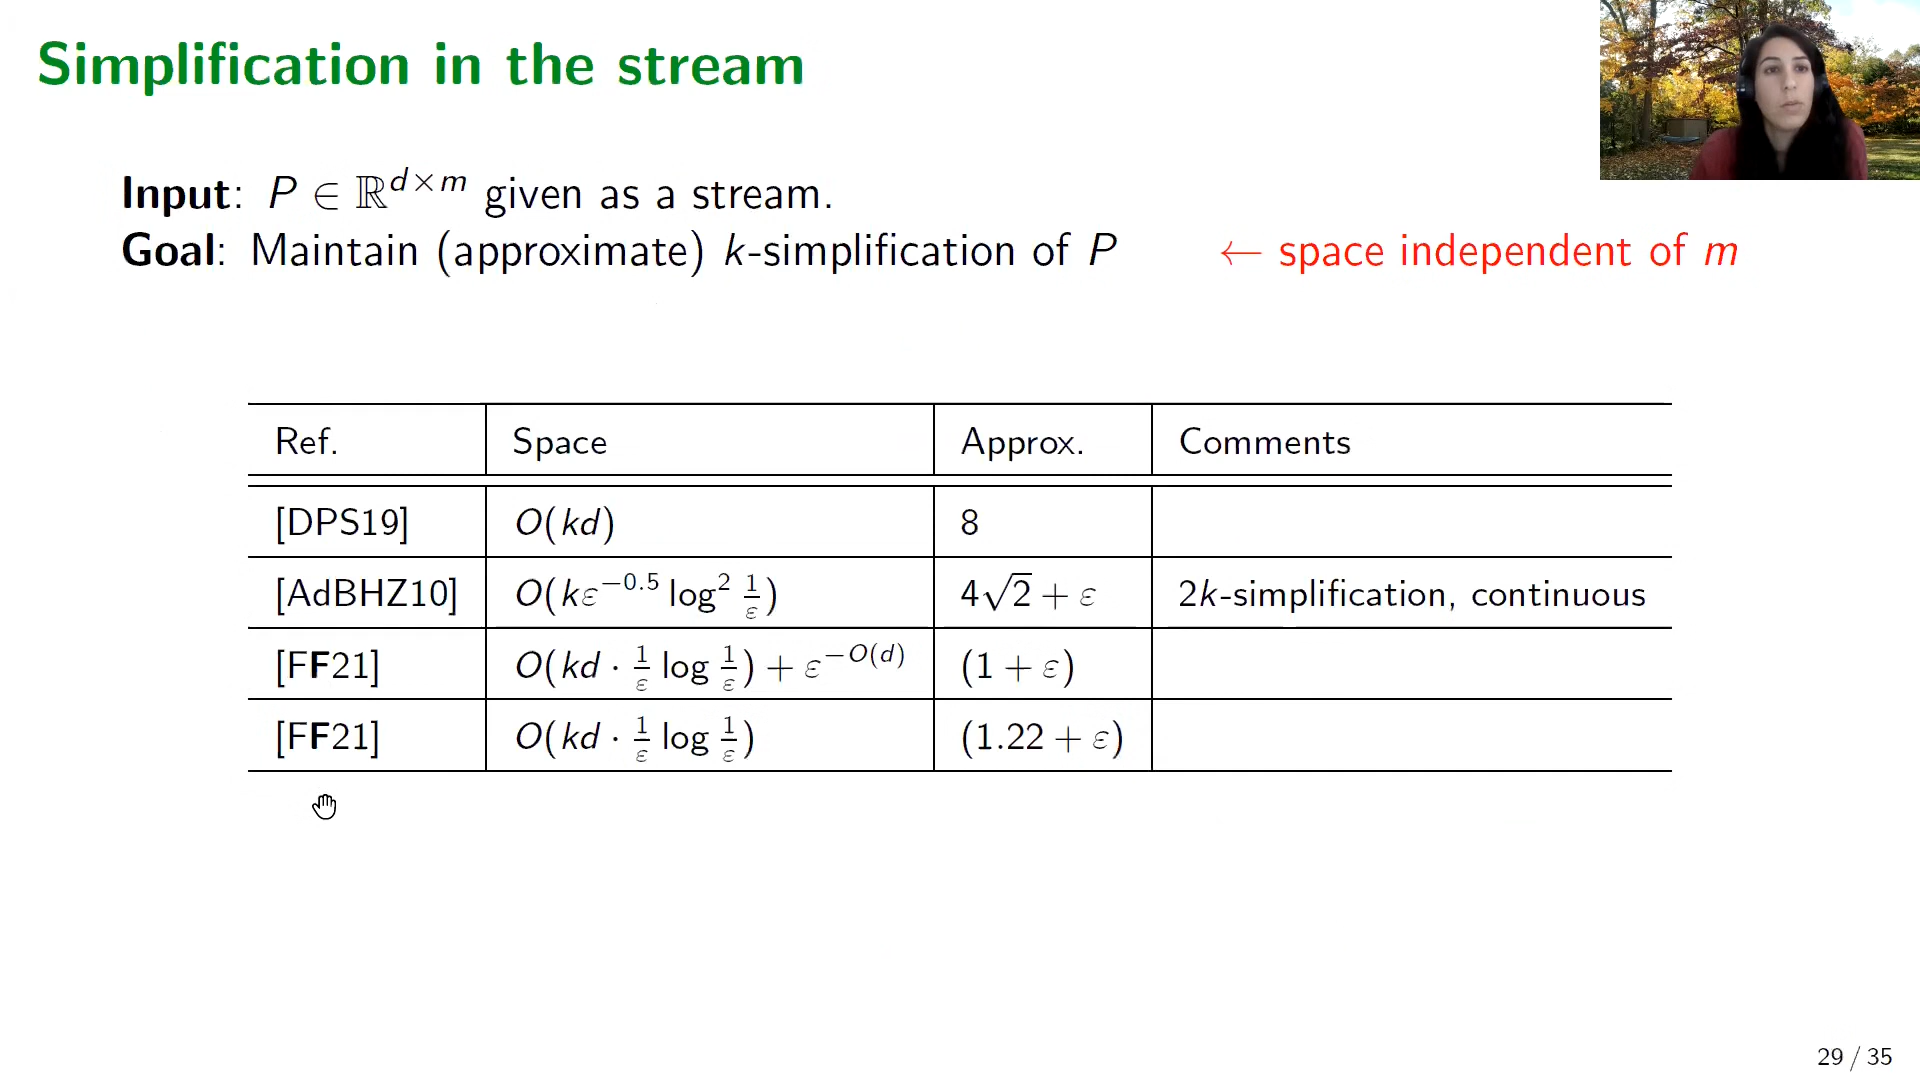 Simplification in the stream
Input: P ∈ ℝ^{d×m} given as a stream.
Goal: Maintain (approximate) k-simplification of P ← space independent of m
Ref. Space Approx. Comments
[DPS19] O(kd) 8
[AdBHZ10] O(kε^{−0.5} log² 1/ε) 4√2 + ε 2k-simplification, continuous
[FF21] O(kd · 1/ε log 1/ε) + ε^{−O(d)} (1 + ε)
[FF21] O(kd · 1/ε log 1/ε) (1.22 + ε)
29 / 35